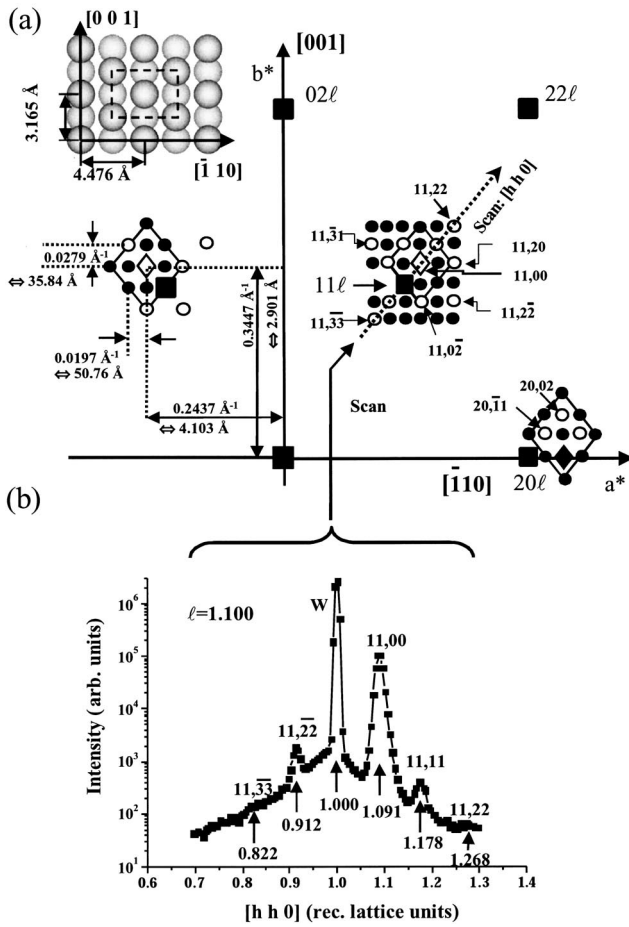 (a)
[0 0 1]
3.165 Å
4.476 Å
[1̄ 10]
[001]
b*
02ℓ
22ℓ
Scan: [h h 0]
11,22
11,3̄1
11,20
11,00
11ℓ
11,22̄
11,3̄3̄
11,02̄
0.0279 Å⁻¹
⇔ 35.84 Å
0.0197 Å⁻¹
⇔ 50.76 Å
0.3447 Å⁻¹
⇔ 2.901 Å
0.2437 Å⁻¹
⇔ 4.103 Å
Scan
20,02
20,1̄1
[1̄10]
20ℓ
a*
(b)
ℓ=1.100
W
11,00
11,2̄2̄
11,11
11,3̄3̄
11,22
1.000
1.091
0.912
1.178
0.822
1.268
10⁶
10⁵
10⁴
10³
10²
10¹
Intensity (arb. units)
0.6 0.7 0.8 0.9 1.0 1.1 1.2 1.3 1.4
[h h 0] (rec. lattice units)